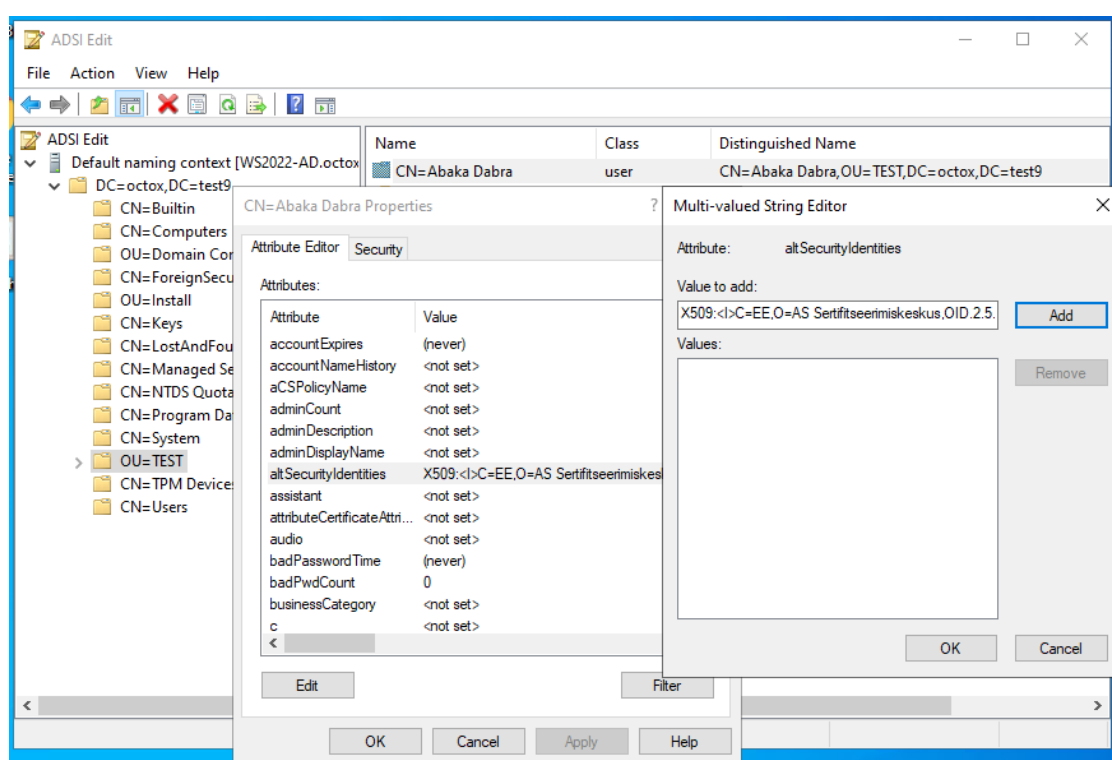 ADSI Edit
File Action View Help
ADSI Edit
Default naming context [WS2022-AD.octox
DC=octox,DC=test9
CN=Builtin
CN=Computers
OU=Domain Cor
CN=ForeignSecu
OU=Install
CN=Keys
CN=LostAndFou
CN=Managed Se
CN=NTDS Quota
CN=Program Da
CN=System
OU=TEST
CN=TPM Device
CN=Users
Name Class Distinguished Name
CN=Abaka Dabra user CN=Abaka Dabra,OU=TEST,DC=octox,DC=test9
CN=Abaka Dabra Properties ?
Attribute Editor Security
Attributes:
Attribute Value
accountExpires (never)
accountNameHistory <not set>
aCSPolicyName <not set>
adminCount <not set>
adminDescription <not set>
adminDisplayName <not set>
altSecurityIdentities X509:<I>C=EE,O=AS Sertifitseerimiskes
assistant <not set>
attributeCertificateAttri... <not set>
audio <not set>
badPasswordTime (never)
badPwdCount 0
businessCategory <not set>
c <not set>
Edit Filter
OK Cancel Apply Help
Multi-valued String Editor
Attribute: altSecurityIdentities
Value to add:
X509:<I>C=EE,O=AS Sertifitseerimiskeskus,OID.2.5. Add
Values:
Remove
OK Cancel